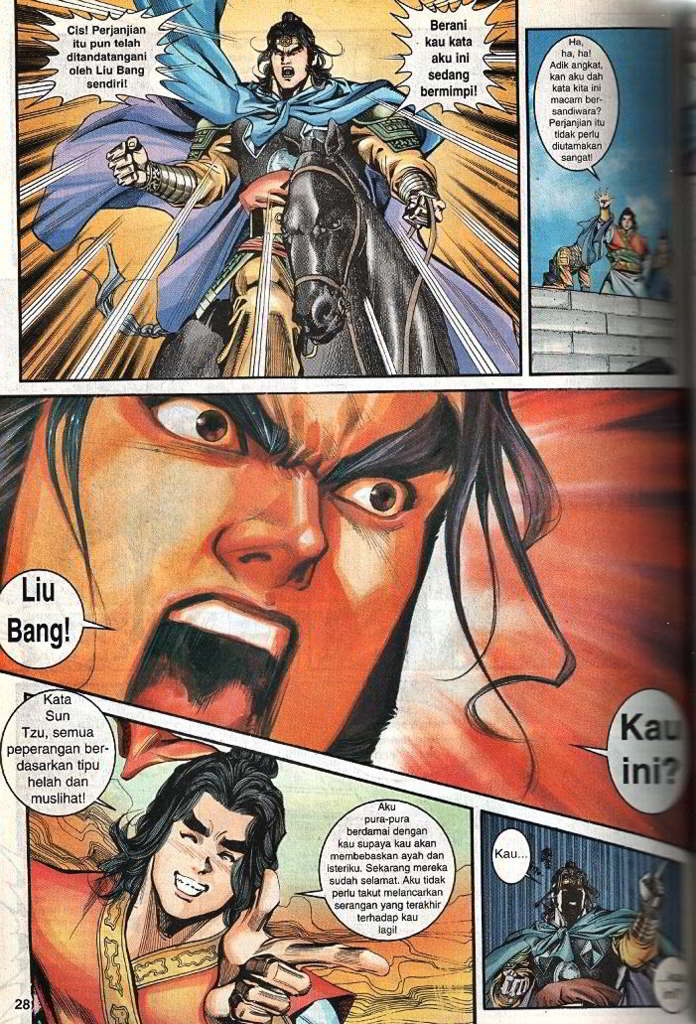 Cis! Perjanjian
itu pun telah
ditandatangani
oleh Liu Bang
sendiri!
Berani
kau kata
aku ini
sedang
bermimpi!
Ha,
ha, ha!
Adik angkat,
kan aku dah
kata kita ini
macam ber-
sandiwara?
Perjanjian itu
tidak perlu
diutamakan
sangat!
Liu
Bang!
Kau
ini?
Kata
Sun
Tzu, semua
peperangan ber-
dasarkan tipu
helah dan
muslihat!
Aku
pura-pura
berdamai dengan
kau supaya kau akan
membebaskan ayah dan
isteriku. Sekarang mereka
sudah selamat. Aku tidak
perlu takut melancarkan
serangan yang terakhir
terhadap kau
lagi!
Kau...
Kau
ini!
28